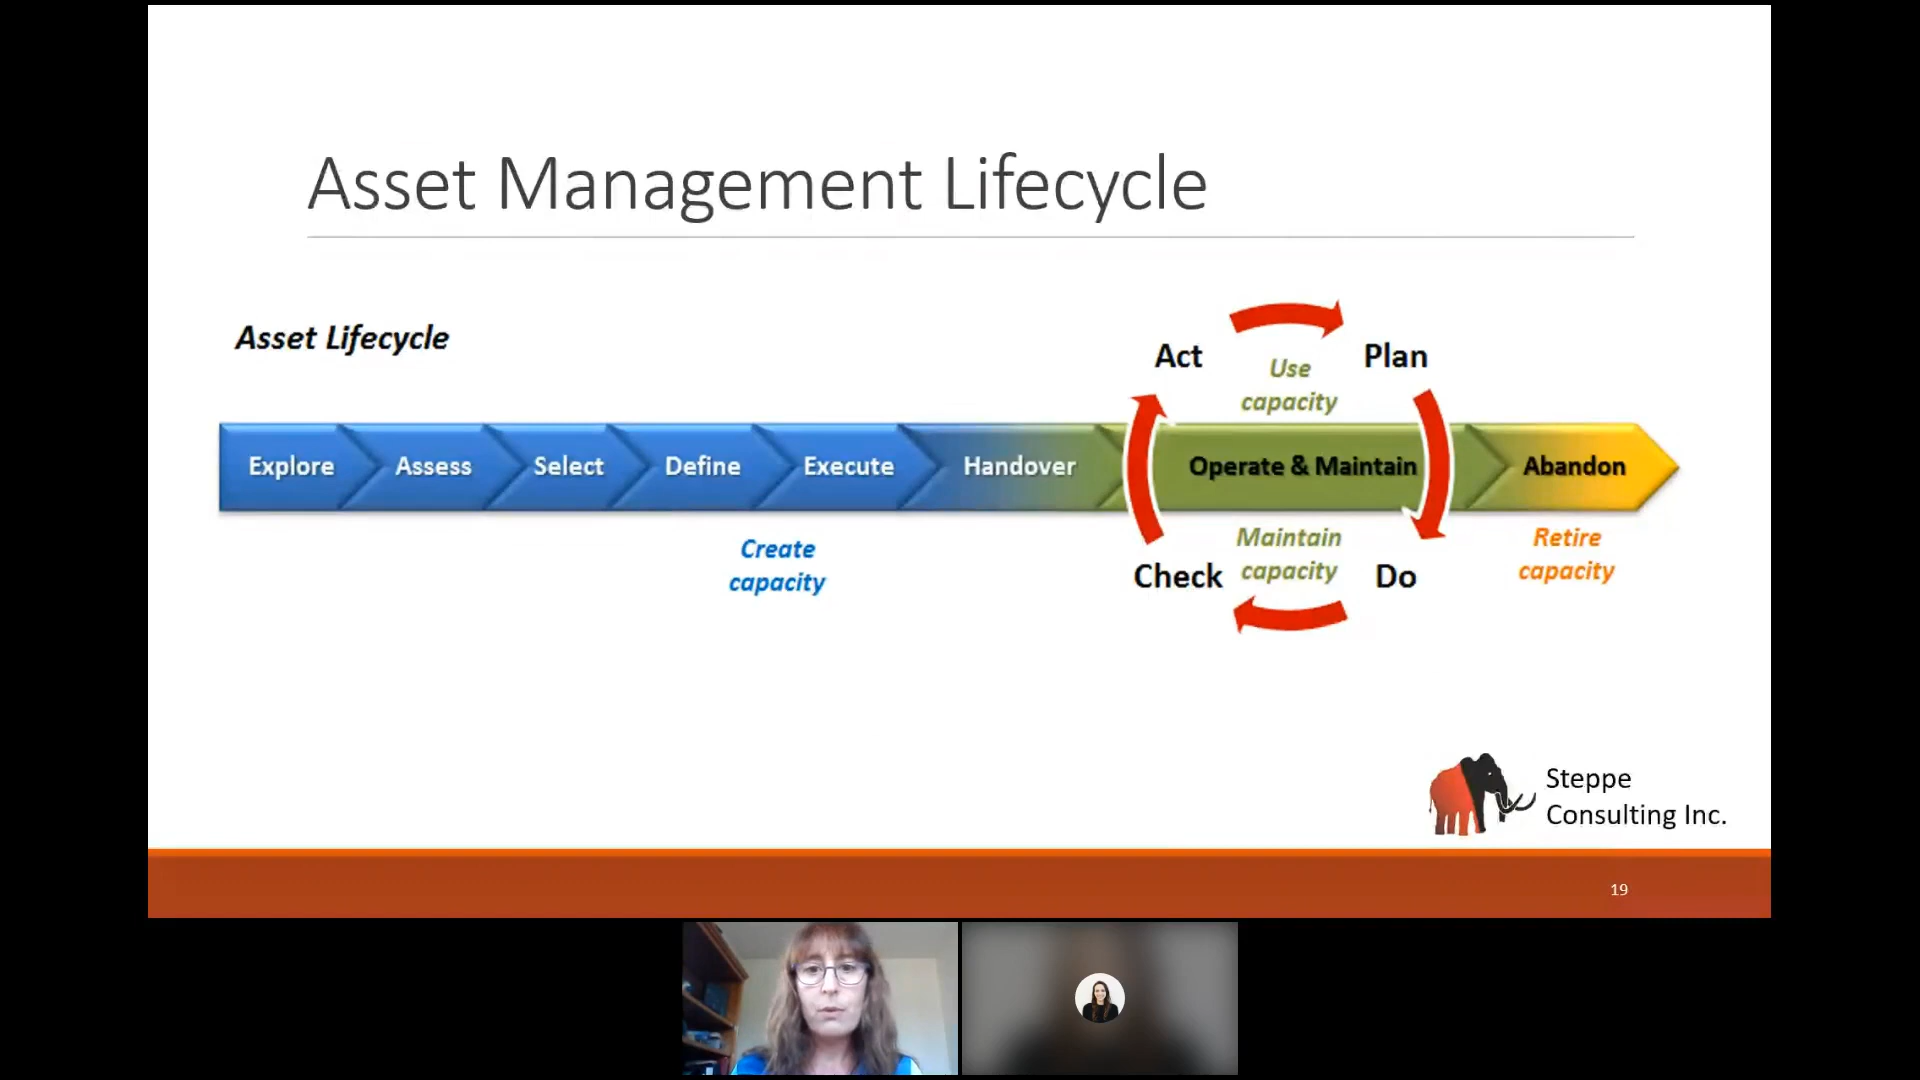 Asset Management Lifecycle
Asset Lifecycle
Act
Plan
Use
capacity
Explore
Assess
Select
Define
Execute
Handover
Operate & Maintain
Abandon
Create
capacity
Maintain
capacity
Check
Do
Retire
capacity
Steppe
Consulting Inc.
19